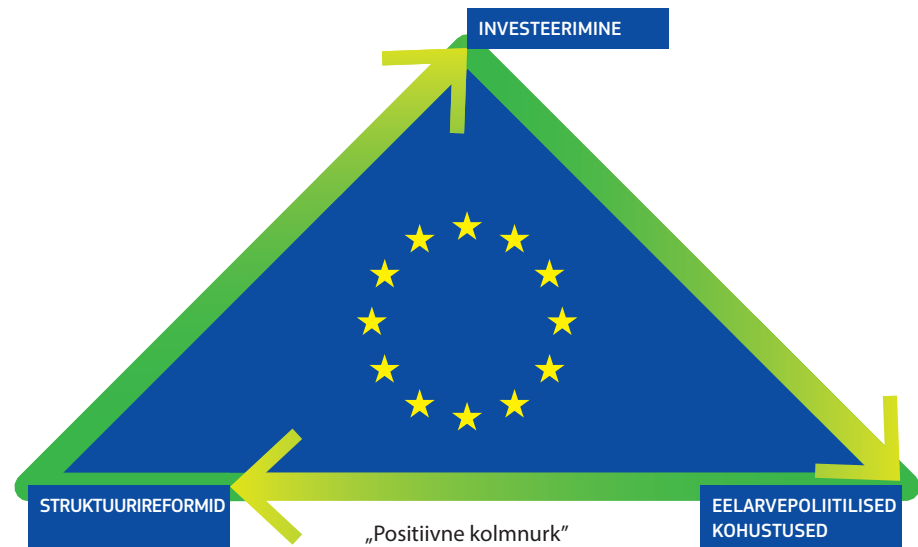 INVESTEERIMINE
STRUKTUURIREFORMID
EELARVEPOLIITILISED
KOHUSTUSED
„Positiivne kolmnurk”